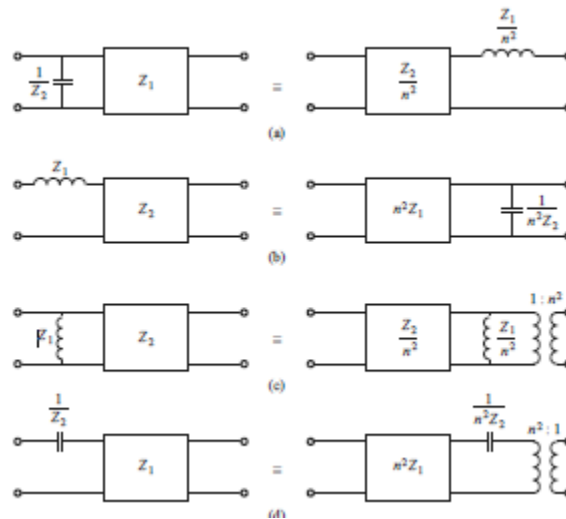 Z₁/n²
1/Z₂ Z₁ = Z₂/n²
(a)
Z₁
Z₂ = n²Z₁ 1/n²Z₂
(b)
1 : n²
Z₁ Z₂ = Z₂/n² Z₁/n²
(c)
1/Z₂ 1/n²Z₂ n² : 1
Z₁ = n²Z₁
(d)